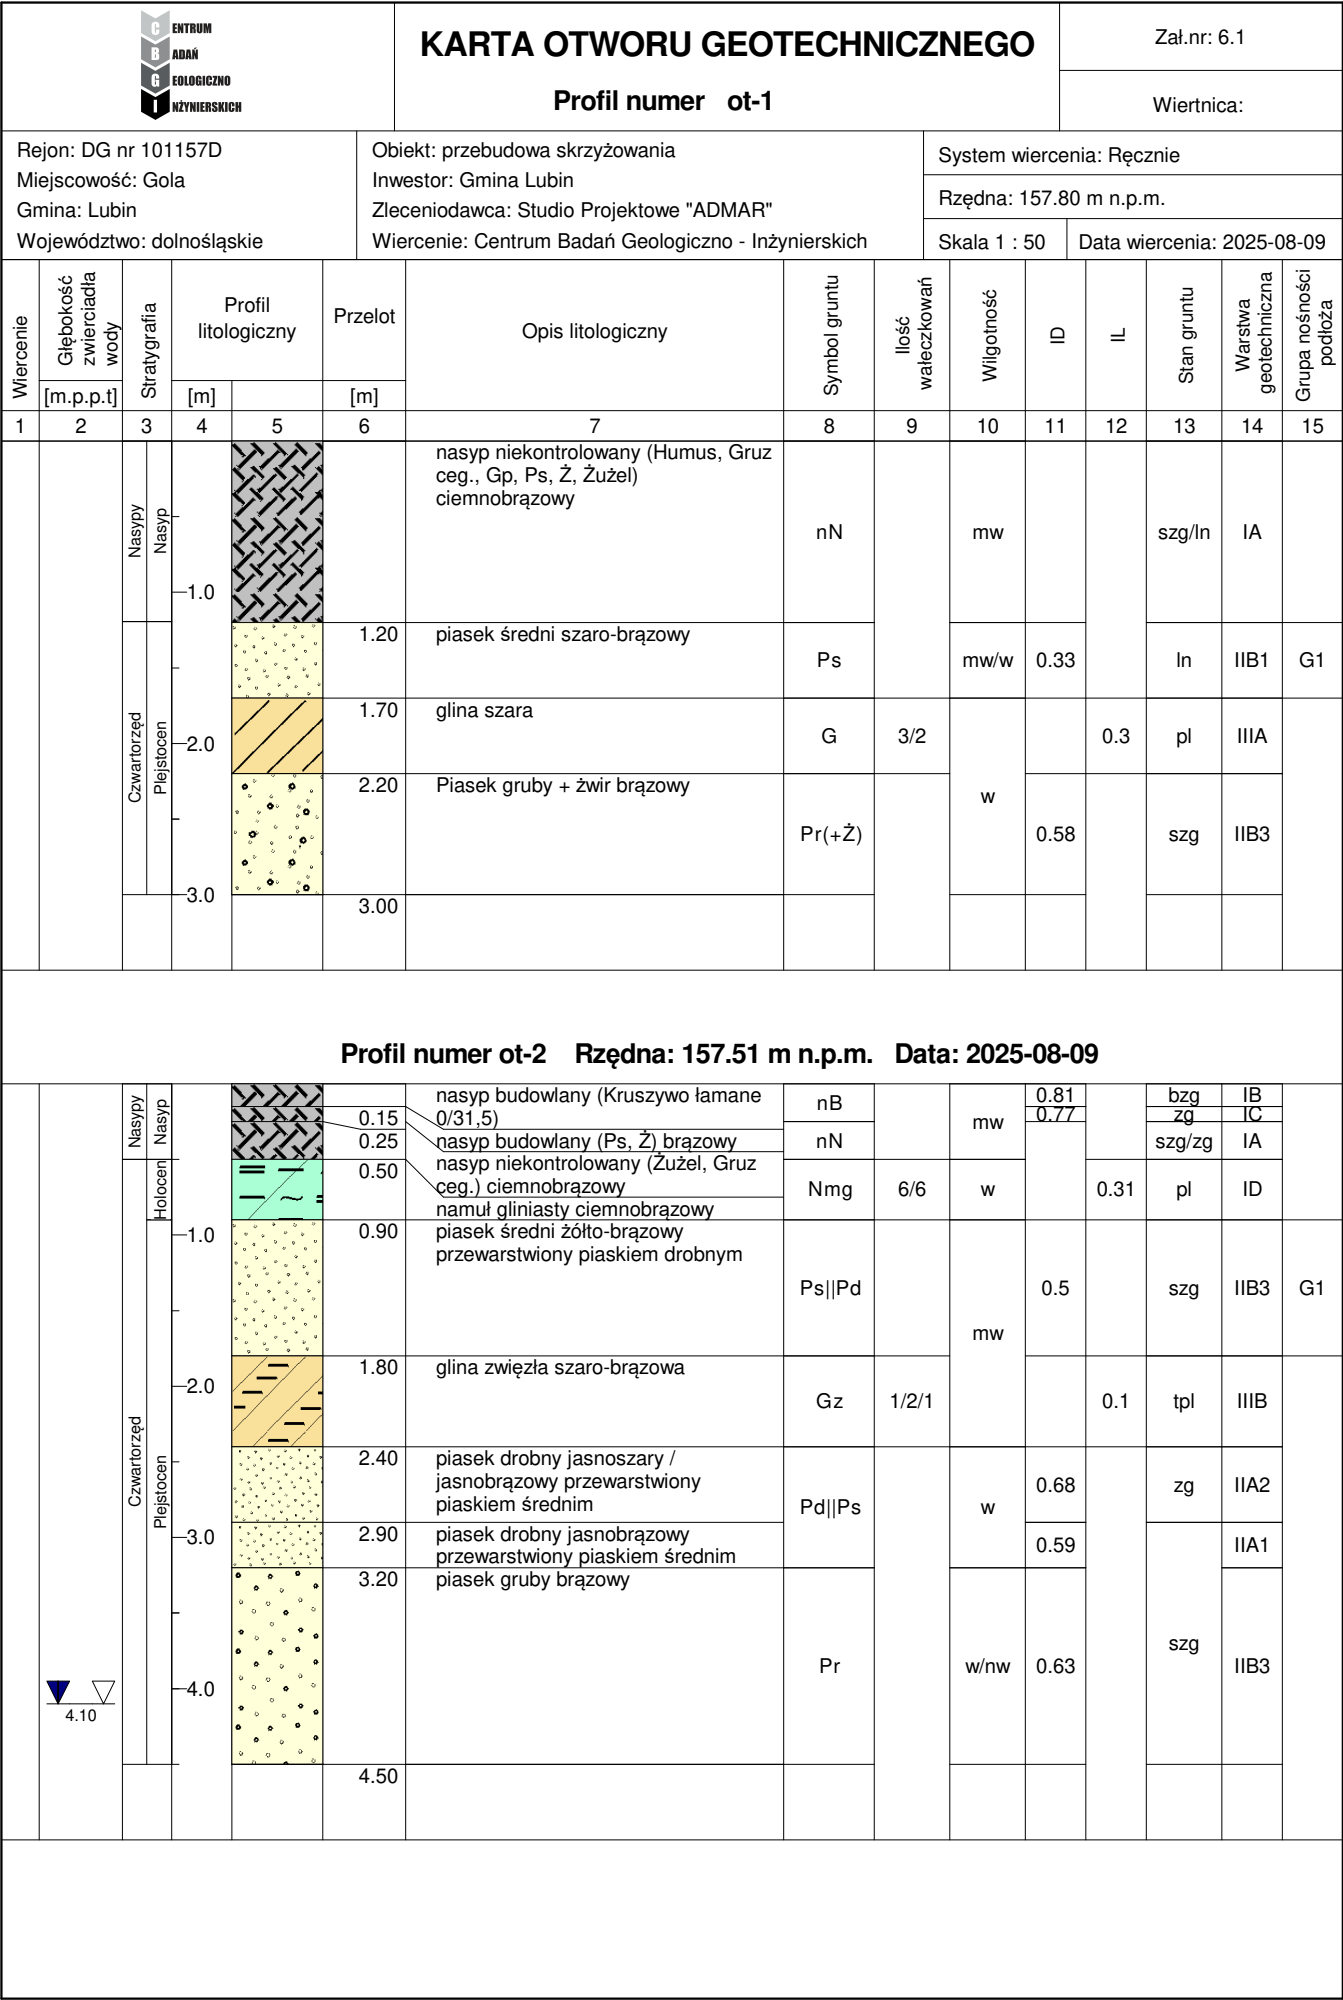 C ENTRUM
B ADAŃ
G EOLOGICZNO
I NŻYNIERSKICH
KARTA OTWORU GEOTECHNICZNEGO
Profil numer ot-1
Zał.nr: 6.1
Wiertnica:
Rejon: DG nr 101157D
Miejscowość: Gola
Gmina: Lubin
Województwo: dolnośląskie
Obiekt: przebudowa skrzyżowania
Inwestor: Gmina Lubin
Zleceniodawca: Studio Projektowe "ADMAR"
Wiercenie: Centrum Badań Geologiczno - Inżynierskich
System wiercenia: Ręcznie
Rzędna: 157.80 m n.p.m.
Skala 1 : 50 Data wiercenia: 2025-08-09
Wiercenie
Głębokość
zwierciadła
wody
[m.p.p.t]
Stratygrafia
Profil
litologiczny
[m]
Przelot
[m]
Opis litologiczny
Symbol gruntu
Ilość
wałeczkowań
Wilgotność
ID
IL
Stan gruntu
Warstwa
geotechniczna
Grupa nośności
podłoża
1 2 3 4 5 6 7 8 9 10 11 12 13 14 15
Nasypy
Nasyp
nasyp niekontrolowany (Humus, Gruz
ceg., Gp, Ps, Ż, Żużel)
ciemnobrązowy
nN mw szg/ln IA
1.0
1.20 piasek średni szaro-brązowy
Ps mw/w 0.33 ln IIB1 G1
Czwartorzęd
Plejstocen
1.70 glina szara
2.0
G 3/2 0.3 pl IIIA
2.20 Piasek gruby + żwir brązowy
w
Pr(+Ż) 0.58 szg IIB3
3.0
3.00
Profil numer ot-2 Rzędna: 157.51 m n.p.m. Data: 2025-08-09
Nasypy
Nasyp
nasyp budowlany (Kruszywo łamane
0/31,5)
nB mw 0.81 bzg IB
0.15
0.77 zg IC
0.25 nasyp budowlany (Ps, Ż) brązowy
nN szg/zg IA
0.50 nasyp niekontrolowany (Żużel, Gruz
ceg.) ciemnobrązowy
Holocen
Nmg 6/6 w 0.31 pl ID
namuł gliniasty ciemnobrązowy
0.90 piasek średni żółto-brązowy
przewarstwiony piaskiem drobnym
1.0
Ps||Pd 0.5 szg IIB3 G1
mw
1.80 glina zwięzła szaro-brązowa
2.0
Gz 1/2/1 0.1 tpl IIIB
Czwartorzęd
Plejstocen
2.40 piasek drobny jasnoszary /
jasnobrązowy przewarstwiony
piaskiem średnim
Pd||Ps w 0.68 zg IIA2
2.90 piasek drobny jasnobrązowy
przewarstwiony piaskiem średnim
3.0
0.59 IIA1
3.20 piasek gruby brązowy
szg
Pr w/nw 0.63 IIB3
4.0
4.10
4.50